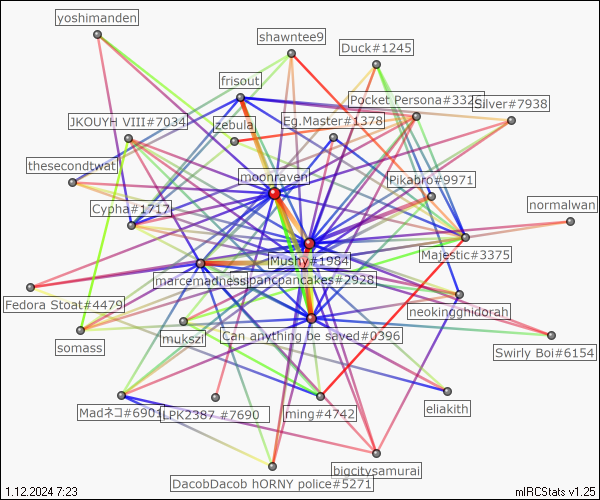 yoshimanden
shawntee9
Duck#1245
frisout
Pocket Persona#332
Silver#7938
JKOUYH VIII#7034
zebula
Eg.Master#1378
thesecondtwat
moonraven
Pikabro#9971
Cypha#1717
normalwan
Mushy#1984
Majestic#3375
marcemadness
pancpancakes#2928
Fedora Stoat#4479
neokingghidorah
somass
mukszi
Can anything be saved#0396
Swirly Boi#6154
Madネコ#6901
LPK2387 #7690
ming#4742
eliakith
bigcitysamurai
DacobDacob hORNY police#5271
1.12.2024 7:23
mIRCStats v1.25